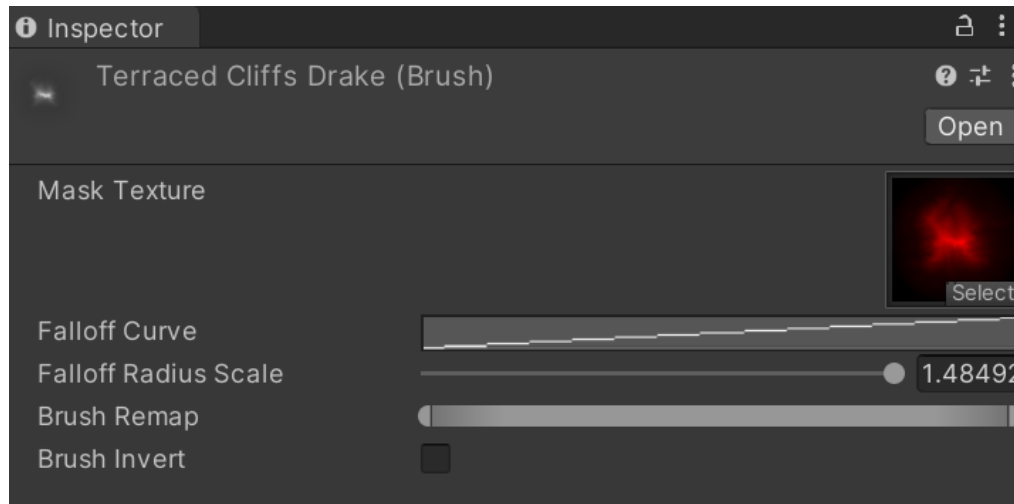 Inspector
Terraced Cliffs Drake (Brush)
Open
Mask Texture
Select
Falloff Curve
Falloff Radius Scale 1.48492
Brush Remap
Brush Invert